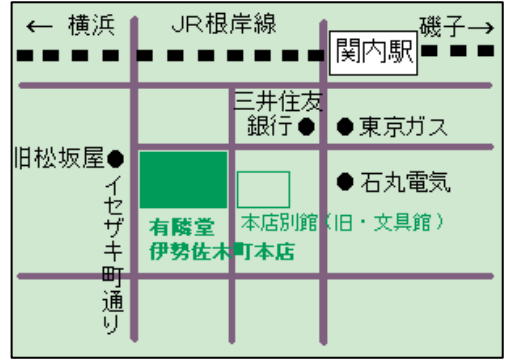 ← 横浜
JR根岸線
磯子→
関内駅
三井住友
銀行●
●東京ガス
旧松坂屋●
●石丸電気
イセザキ町通り
有隣堂
伊勢佐木町本店
本店別館(旧・文具館)